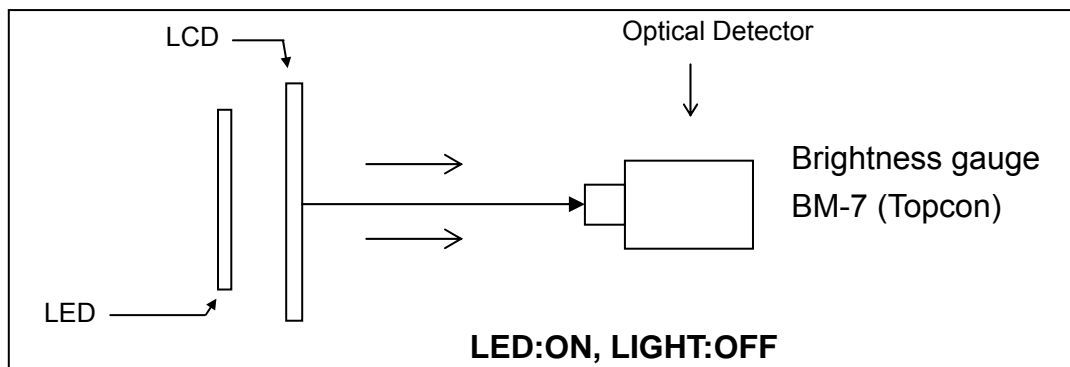 LCD
Optical Detector
Brightness gauge
BM-7 (Topcon)
LED
LED:ON, LIGHT:OFF